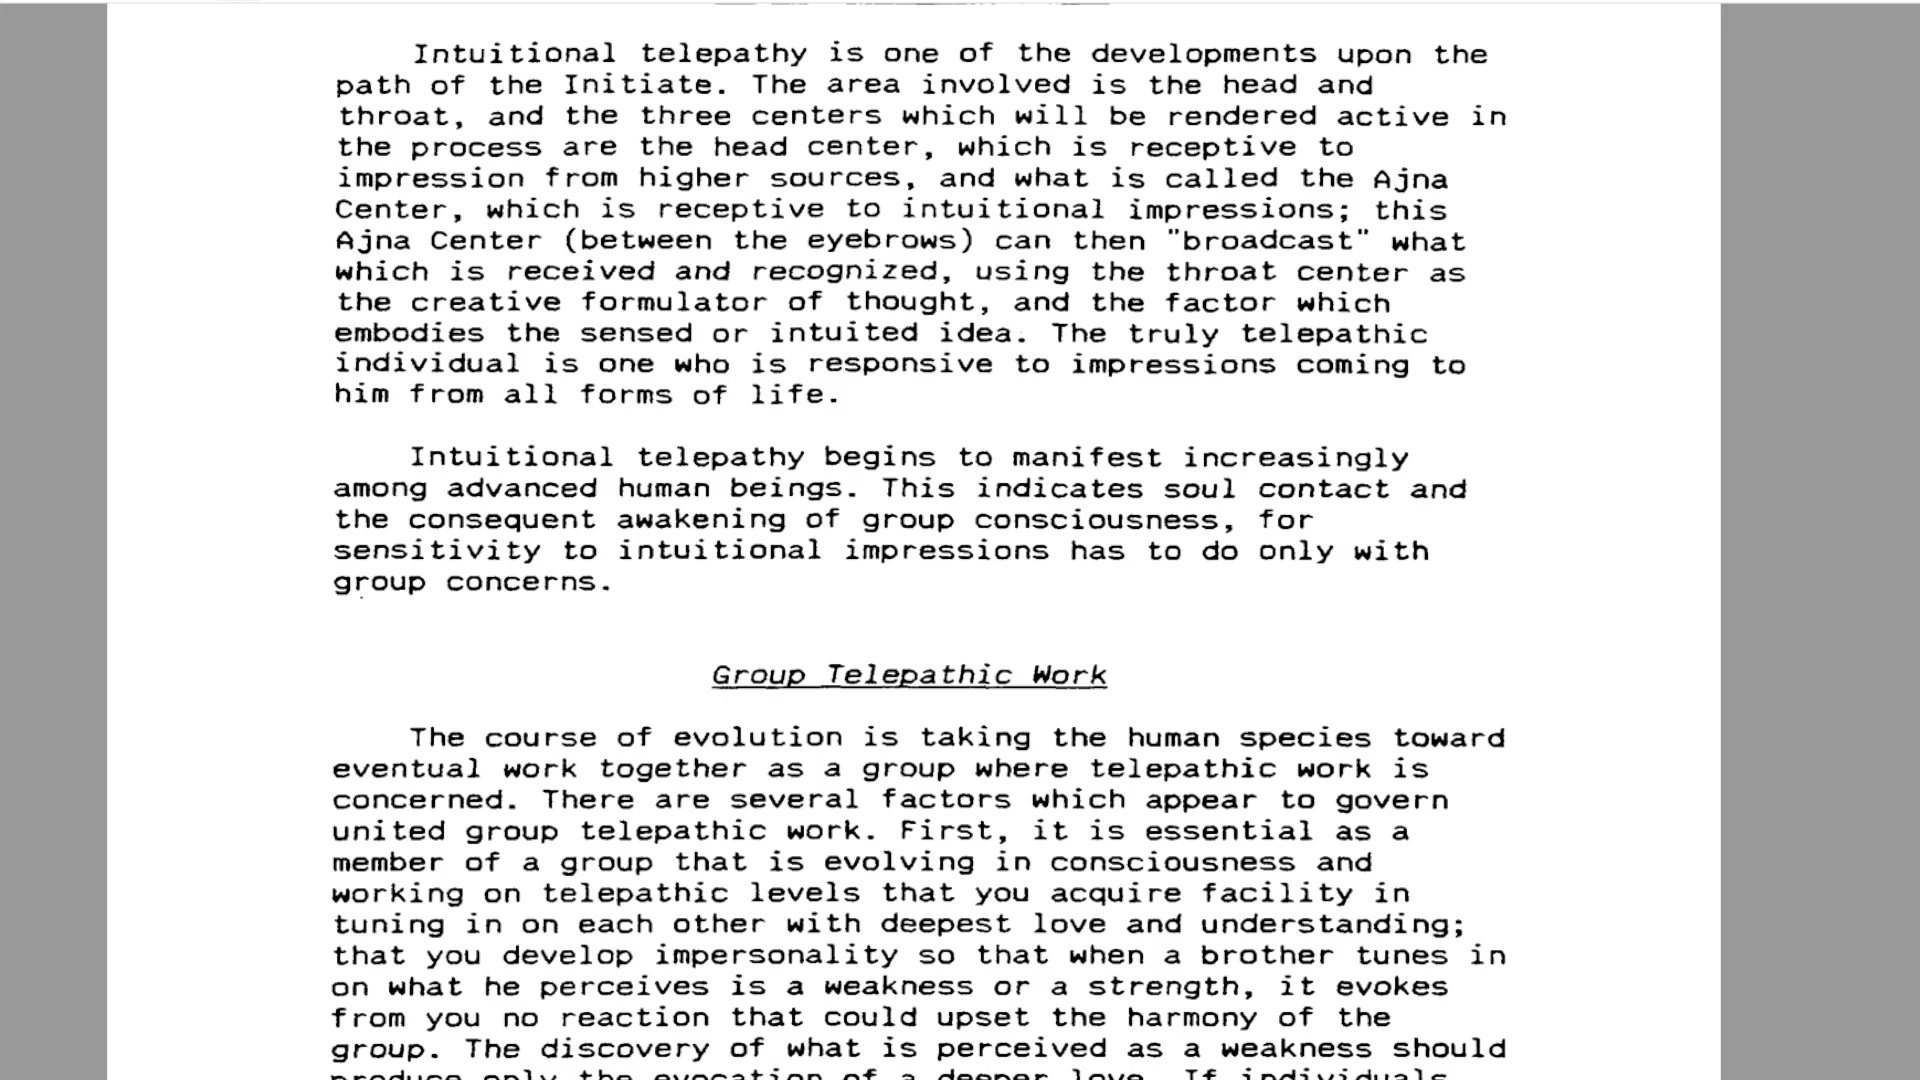 Intuitional telepathy is one of the developments upon the
path of the Initiate. The area involved is the head and
throat, and the three centers which will be rendered active in
the process are the head center, which is receptive to
impression from higher sources, and what is called the Ajna
Center, which is receptive to intuitional impressions; this
Ajna Center (between the eyebrows) can then "broadcast" what
which is received and recognized, using the throat center as
the creative formulator of thought, and the factor which
embodies the sensed or intuited idea. The truly telepathic
individual is one who is responsive to impressions coming to
him from all forms of life.
Intuitional telepathy begins to manifest increasingly
among advanced human beings. This indicates soul contact and
the consequent awakening of group consciousness, for
sensitivity to intuitional impressions has to do only with
group concerns.
Group Telepathic Work
The course of evolution is taking the human species toward
eventual work together as a group where telepathic work is
concerned. There are several factors which appear to govern
united group telepathic work. First, it is essential as a
member of a group that is evolving in consciousness and
working on telepathic levels that you acquire facility in
tuning in on each other with deepest love and understanding;
that you develop impersonality so that when a brother tunes in
on what he perceives is a weakness or a strength, it evokes
from you no reaction that could upset the harmony of the
group. The discovery of what is perceived as a weakness should
produce only the evocation of a deeper love. If individuals